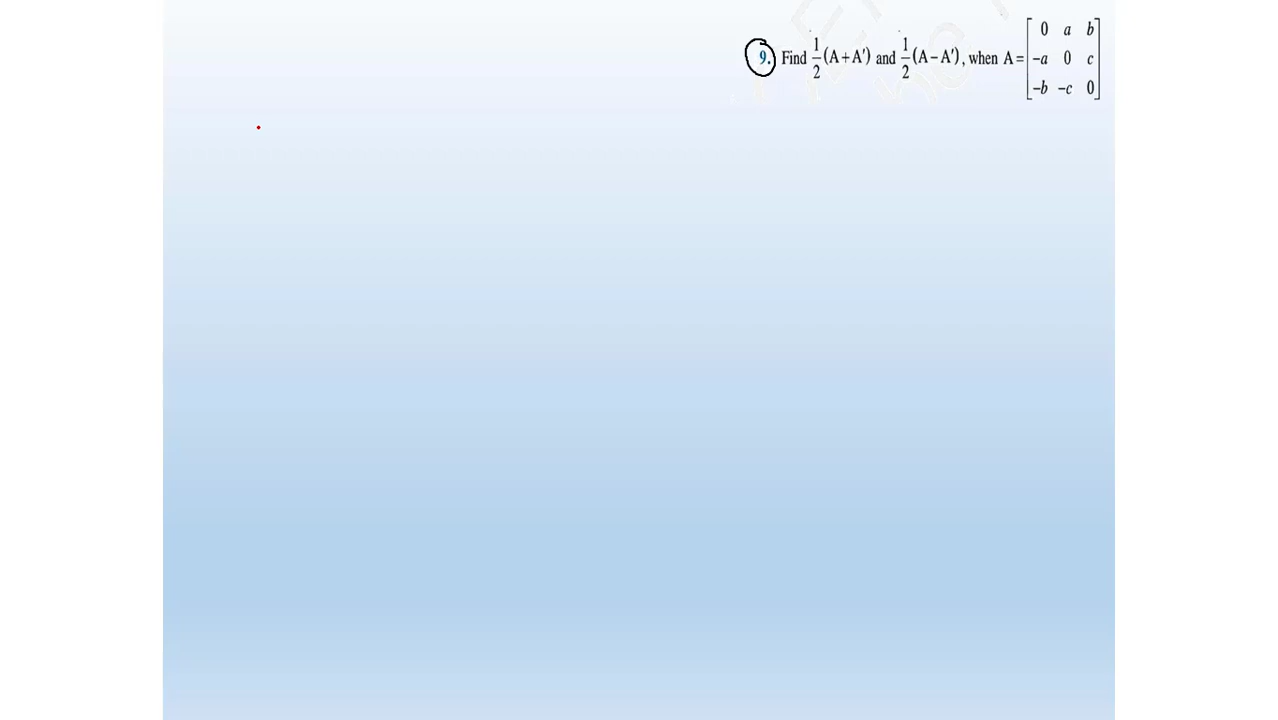 9. Find 1/2 (A + A′) and 1/2 (A − A′), when A = [0 a b; −a 0 c; −b −c 0]